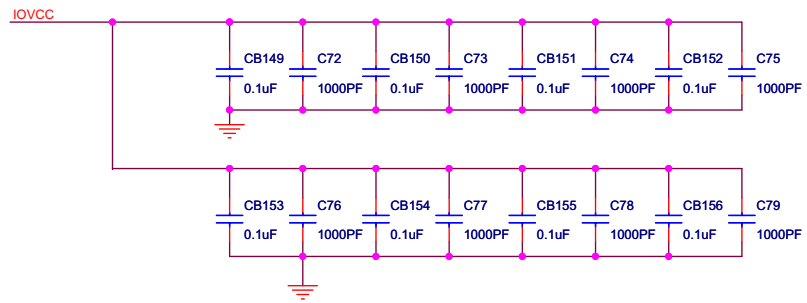 IOVCC
CB149 C72 CB150 C73 CB151 C74 CB152 C75
0.1uF 1000PF 0.1uF 1000PF 0.1uF 1000PF 0.1uF 1000PF
CB153 C76 CB154 C77 CB155 C78 CB156 C79
0.1uF 1000PF 0.1uF 1000PF 0.1uF 1000PF 0.1uF 1000PF